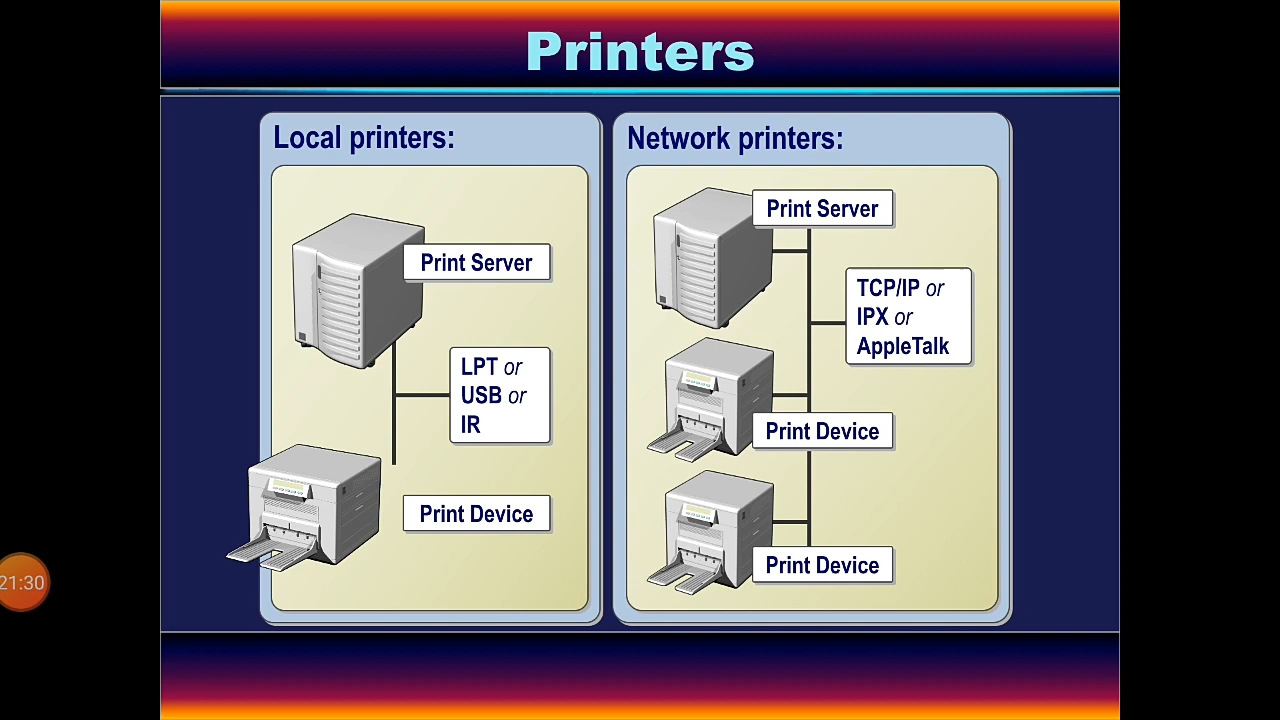 Printers
Local printers:
Print Server
LPT or
USB or
IR
Print Device
Network printers:
Print Server
TCP/IP or
IPX or
AppleTalk
Print Device
Print Device
21:30